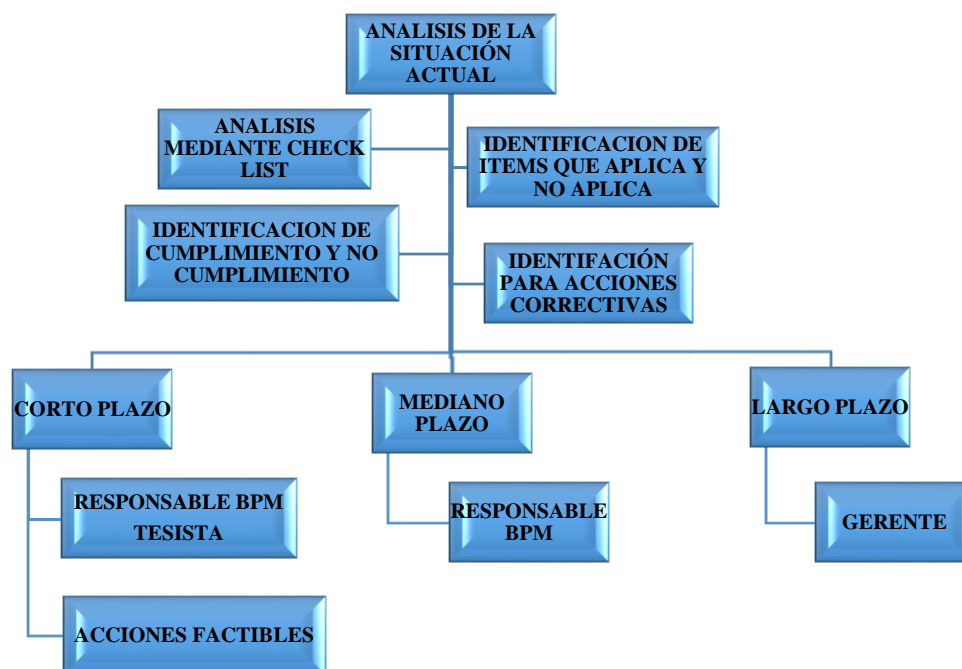 ANALISIS DE LA
SITUACIÓN
ACTUAL
ANALISIS
MEDIANTE CHECK
LIST
IDENTIFICACION DE
ITEMS QUE APLICA Y
NO APLICA
IDENTIFICACION DE
CUMPLIMIENTO Y NO
CUMPLIMIENTO
IDENTIFACIÓN
PARA ACCIONES
CORRECTIVAS
CORTO PLAZO
MEDIANO
PLAZO
LARGO PLAZO
RESPONSABLE BPM
TESISTA
RESPONSABLE
BPM
GERENTE
ACCIONES FACTIBLES